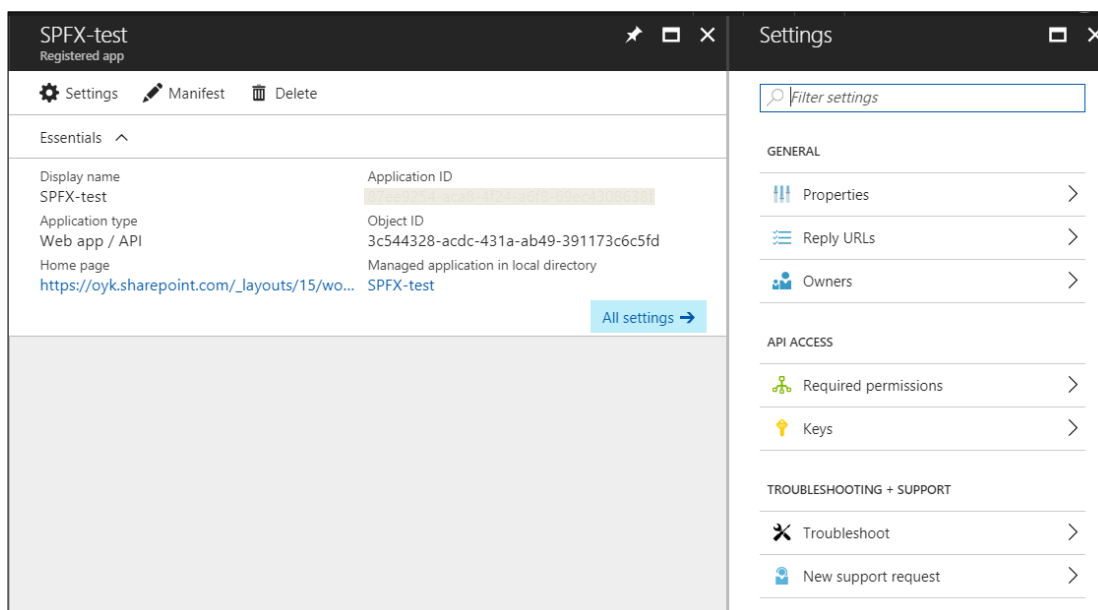 SPFX-test
Registered app
Settings
Manifest
Delete
Essentials
Display name
SPFX-test
Application ID
Application type
Web app / API
Object ID
3c544328-acdc-431a-ab49-391173c6c5fd
Home page
https://oyk.sharepoint.com/_layouts/15/wo...
Managed application in local directory
SPFX-test
All settings
Settings
Filter settings
GENERAL
Properties
Reply URLs
Owners
API ACCESS
Required permissions
Keys
TROUBLESHOOTING + SUPPORT
Troubleshoot
New support request